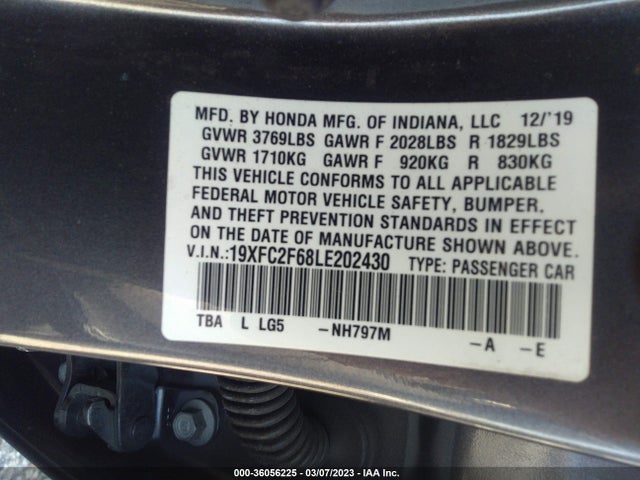 MFD. BY HONDA MFG. OF INDIANA, LLC 12/'19
GVWR 3769LBS GAWR F 2028LBS R 1829LBS
GVWR 1710KG GAWR F 920KG R 830KG
THIS VEHICLE CONFORMS TO ALL APPLICABLE
FEDERAL MOTOR VEHICLE SAFETY, BUMPER,
AND THEFT PREVENTION STANDARDS IN EFFECT
ON THE DATE OF MANUFACTURE SHOWN ABOVE.
V.I.N.:19XFC2F68LE202430 TYPE: PASSENGER CAR
TBA L LG5 -NH797M
-A -E
000-36056225 - 03/07/2023 - IAA Inc.